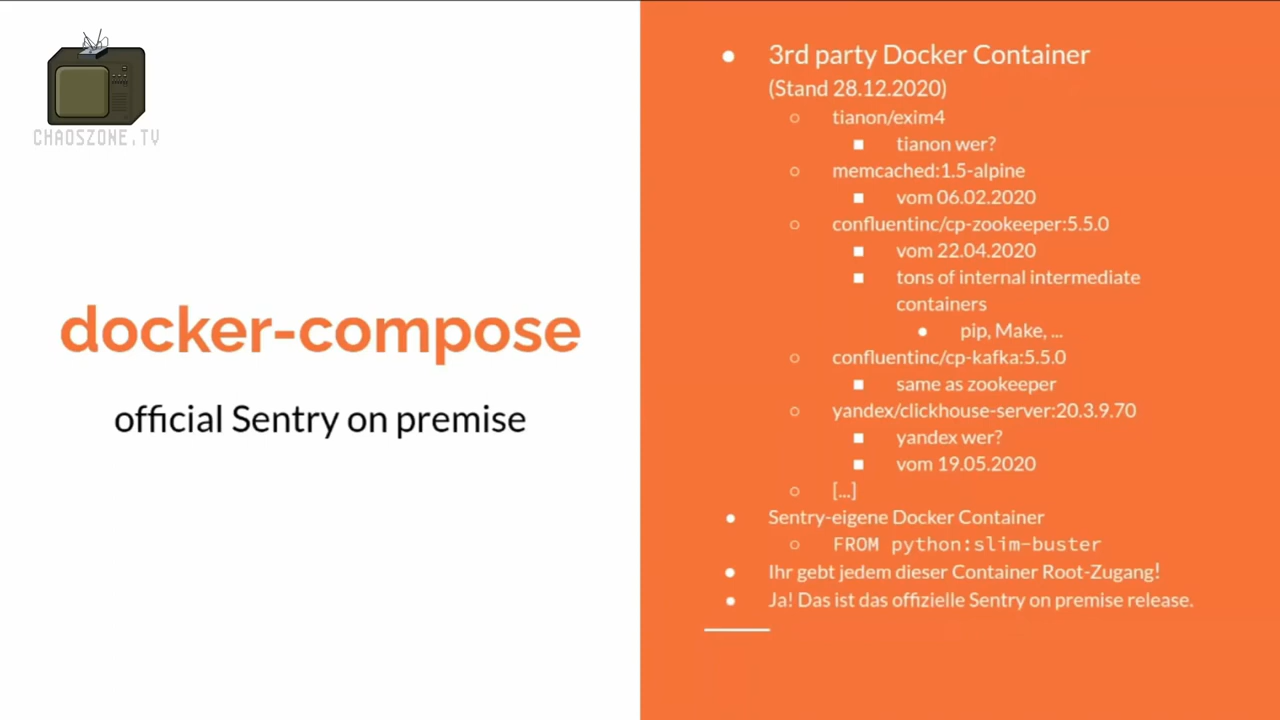 CHAOSZONE.TV
docker-compose
official Sentry on premise
3rd party Docker Container
(Stand 28.12.2020)
tianon/exim4
tianon wer?
memcached:1.5-alpine
vom 06.02.2020
confluentinc/cp-zookeeper:5.5.0
vom 22.04.2020
tons of internal intermediate
containers
pip, Make, ...
confluentinc/cp-kafka:5.5.0
same as zookeeper
yandex/clickhouse-server:20.3.9.70
yandex wer?
vom 19.05.2020
[...]
Sentry-eigene Docker Container
FROM python:slim-buster
Ihr gebt jedem dieser Container Root-Zugang!
Ja! Das ist das offizielle Sentry on premise release.